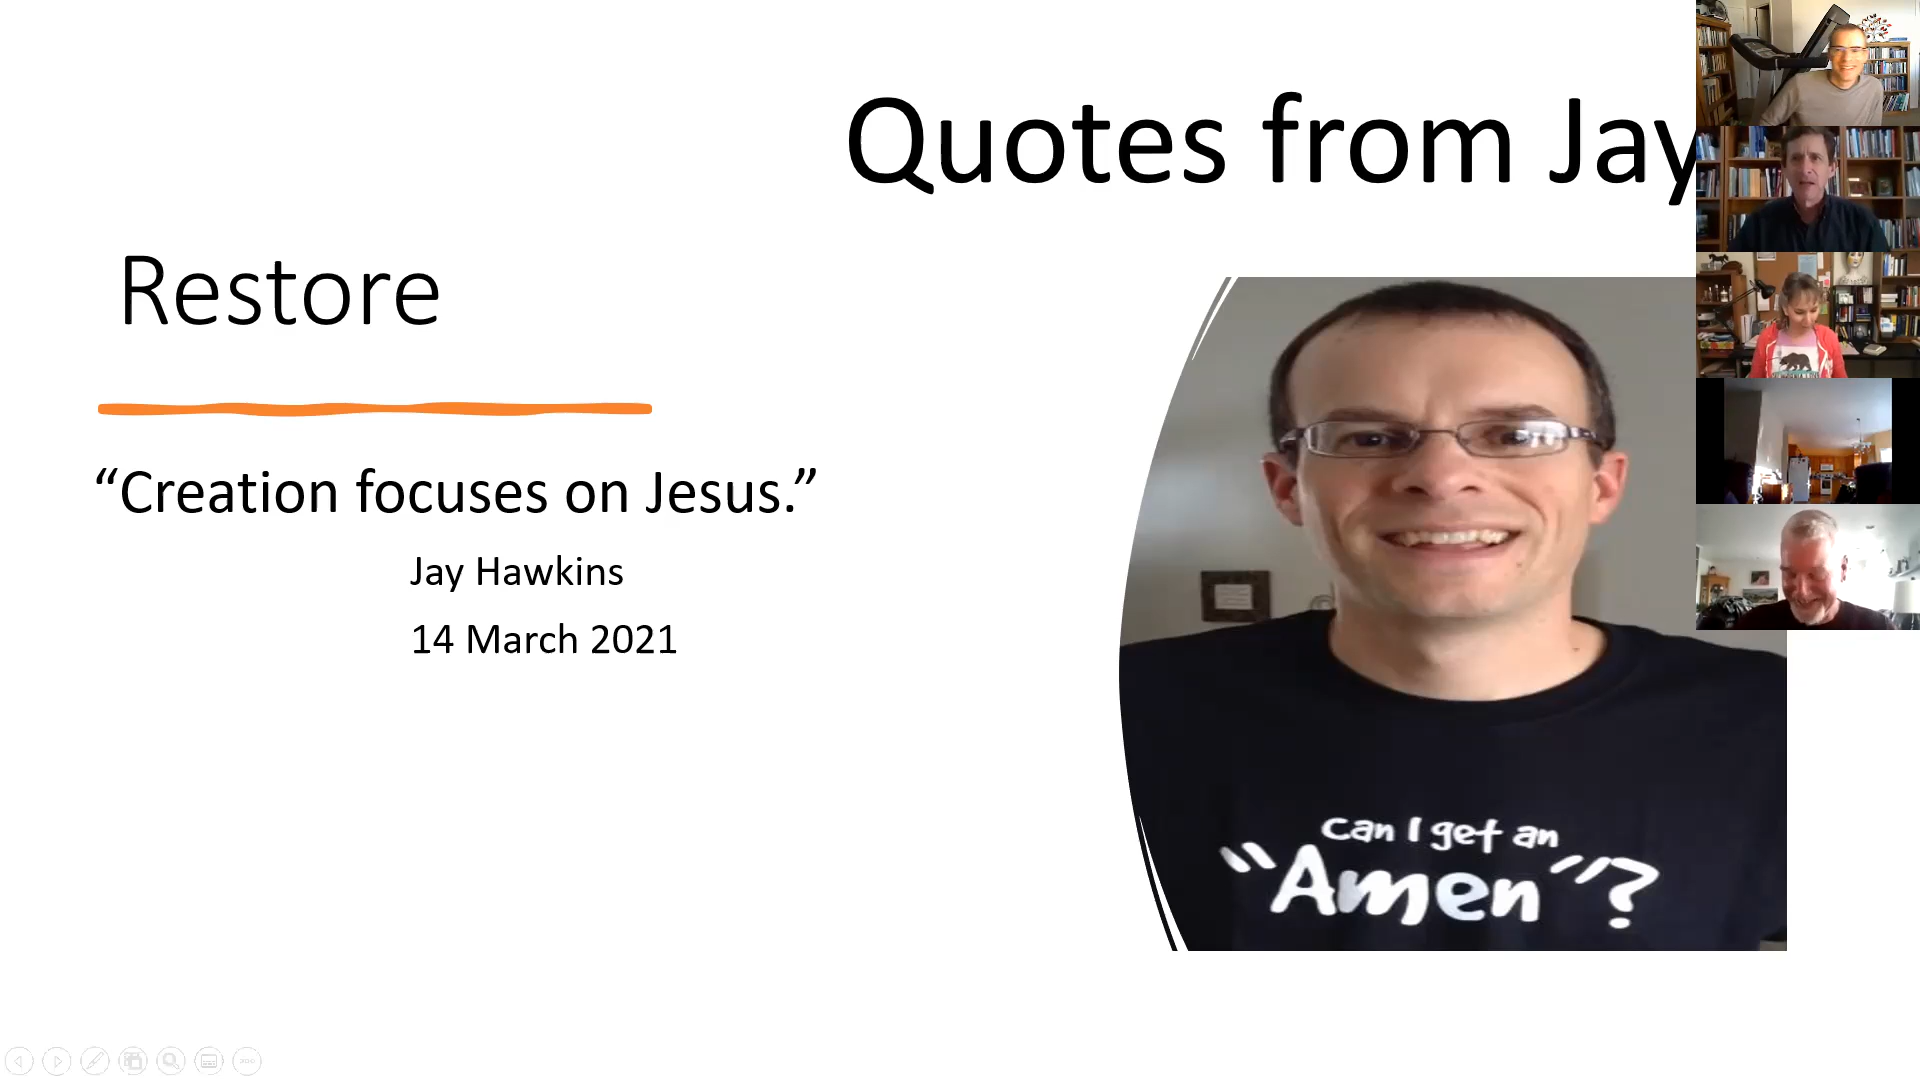 Quotes from Jay
Restore
“Creation focuses on Jesus.”
Jay Hawkins
14 March 2021
Can I get an
“Amen”?